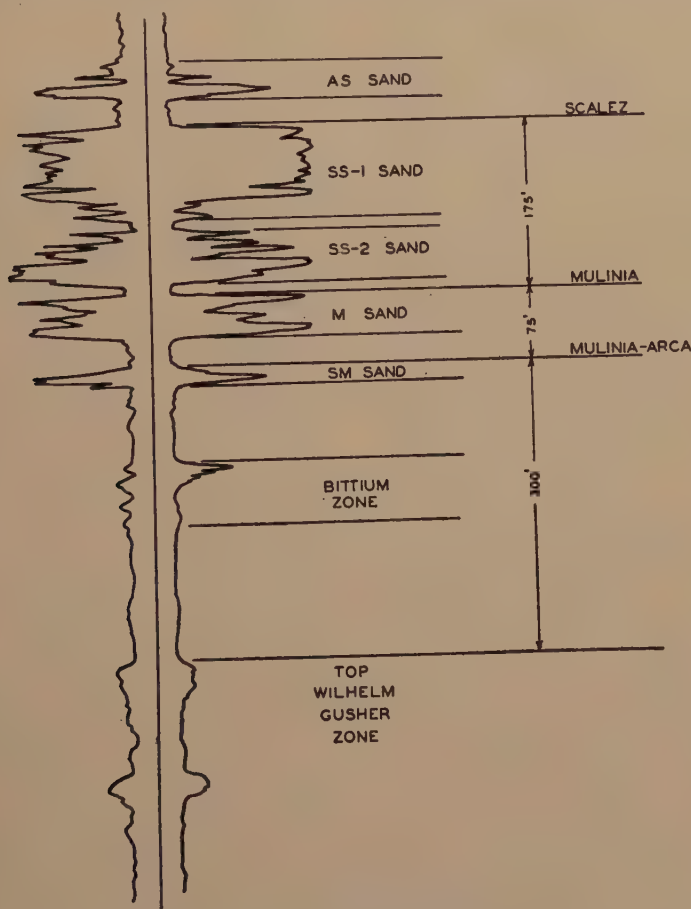 AS SAND
SCALEZ
SS-1 SAND
175'
SS-2 SAND
MULINIA
M SAND
75'
MULINIA-ARCA
SM SAND
300'
BITTIUM
ZONE
TOP
WILHELM
GUSHER
ZONE